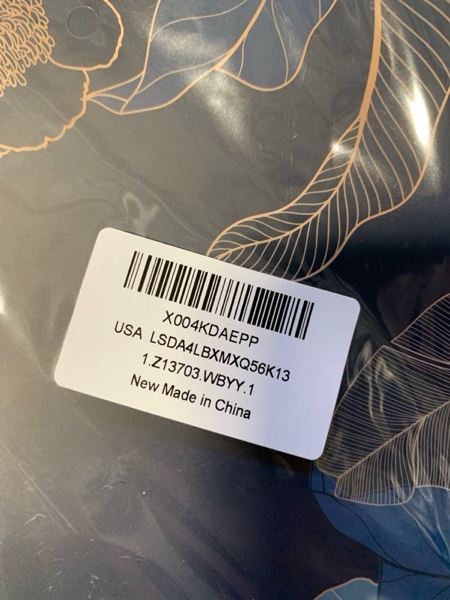 X004KDAEPP
USA LSDA4LBXMXQ56K13
1.Z13703.WBYY.1
New Made in China